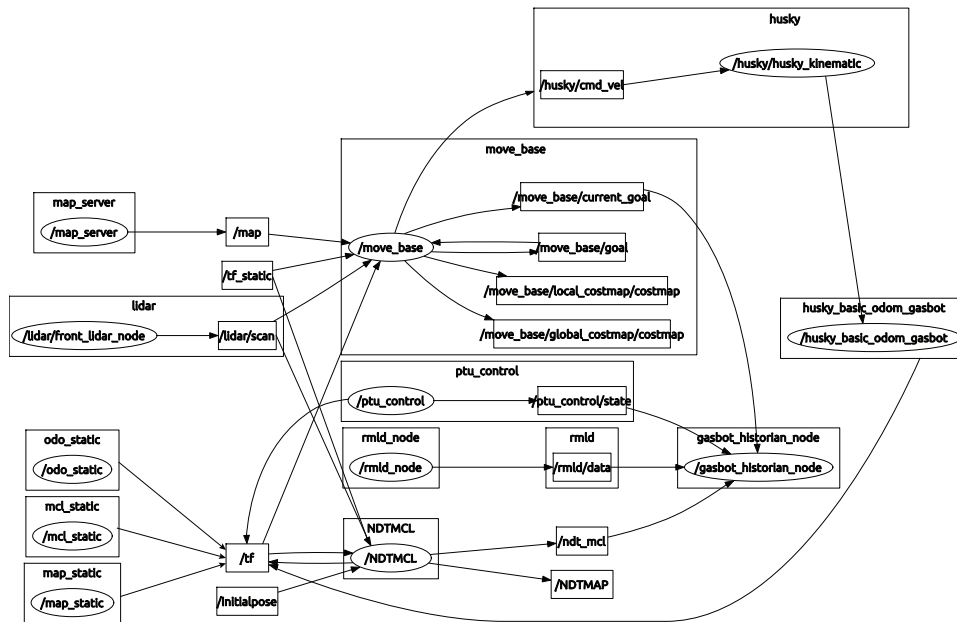 husky
/husky/husky_kinematic
/husky/cmd_vel
move_base
/move_base/current_goal
map_server
/map_server
/map
/move_base
/move_base/goal
/tf_static
/move_base/local_costmap/costmap
lidar
husky_basic_odom_gasbot
/lidar/front_lidar_node
/lidar/scan
/move_base/global_costmap/costmap
/husky_basic_odom_gasbot
ptu_control
/ptu_control
/ptu_control/state
odo_static
rmld_node
rmld
gasbot_historian_node
/odo_static
/rmld_node
/rmld/data
/gasbot_historian_node
mcl_static
/mcl_static
NDTMCL
/ndt_mcl
/tf
/NDTMCL
map_static
/NDTMAP
/map_static
/initialpose